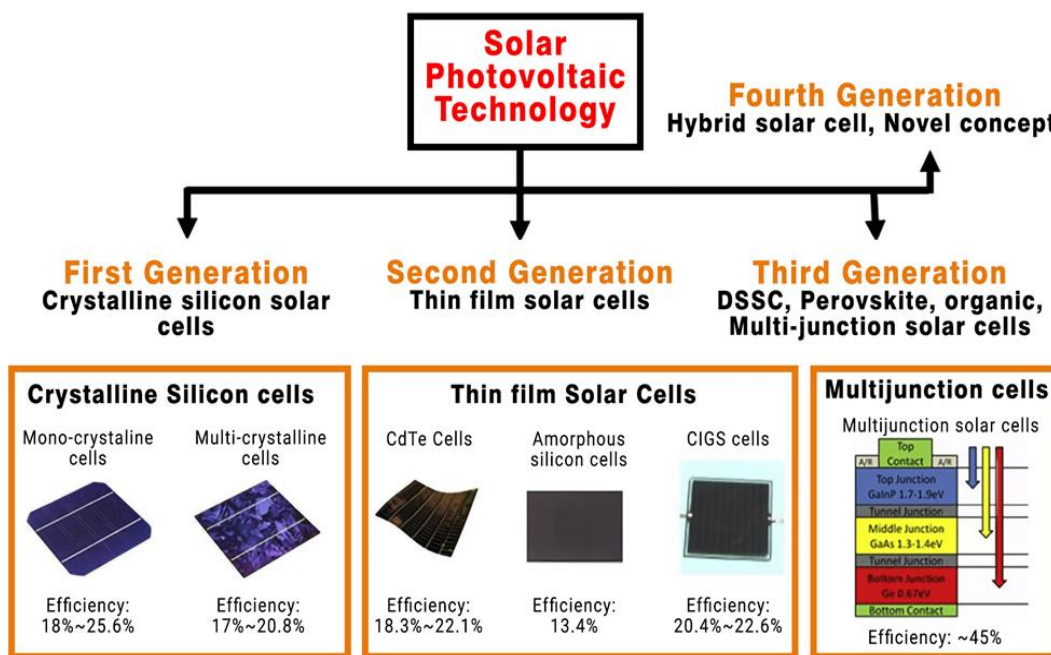 Solar
Photovoltaic
Technology
Fourth Generation
Hybrid solar cell, Novel concept
First Generation
Crystalline silicon solar
cells
Second Generation
Thin film solar cells
Third Generation
DSSC, Perovskite, organic,
Multi-junction solar cells
Crystalline Silicon cells
Mono-crystaline
cells
Efficiency:
18%~25.6%
Multi-crystalline
cells
Efficiency:
17%~20.8%
Thin film Solar Cells
CdTe Cells
Efficiency:
18.3%~22.1%
Amorphous
silicon cells
Efficiency:
13.4%
CIGS cells
Efficiency:
20.4%~22.6%
Multijunction cells
Multijunction solar cells
Top
Contact
A/R
A/R
Top Junction
GaInP 1.7-1.9eV
Tunnel Junction
Middle Junction
GaAs 1.3-1.4eV
Tunnel Junction
Bottom Junction
Ge 0.67eV
Bottom Contact
Efficiency: ~45%